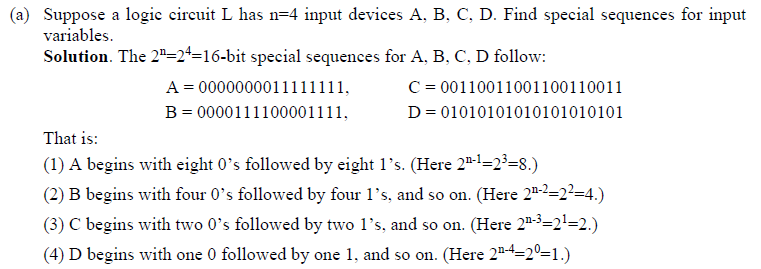 (a) Suppose a logic circuit L has n=4 input devices A, B, C, D. Find special sequences for input
variables.
Solution. The 2ⁿ=2⁴=16-bit special sequences for A, B, C, D follow:
A = 0000000011111111, C = 00110011001100110011
B = 0000111100001111, D = 01010101010101010101
That is:
(1) A begins with eight 0's followed by eight 1's. (Here 2ⁿ⁻¹=2³=8.)
(2) B begins with four 0's followed by four 1's, and so on. (Here 2ⁿ⁻²=2²=4.)
(3) C begins with two 0's followed by two 1's, and so on. (Here 2ⁿ⁻³=2¹=2.)
(4) D begins with one 0 followed by one 1, and so on. (Here 2ⁿ⁻⁴=2⁰=1.)